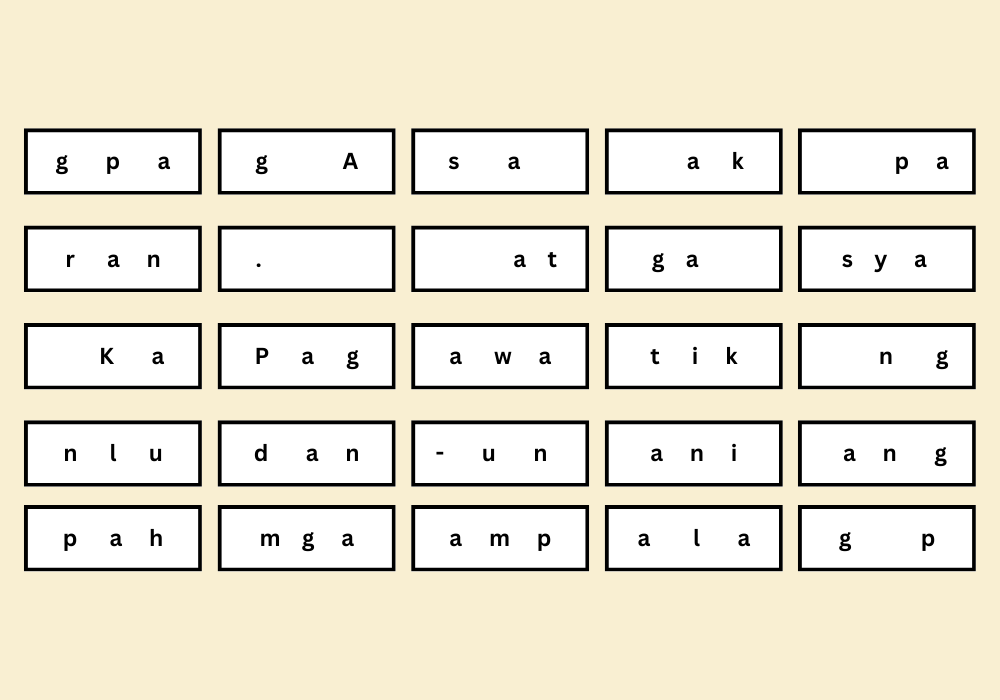 g p a g A s a a k p a
r a n . a t g a s y a
K a P a g a w a t i k n g
n l u d a n - u n a n i a n g
p a h m g a a m p a l a g p